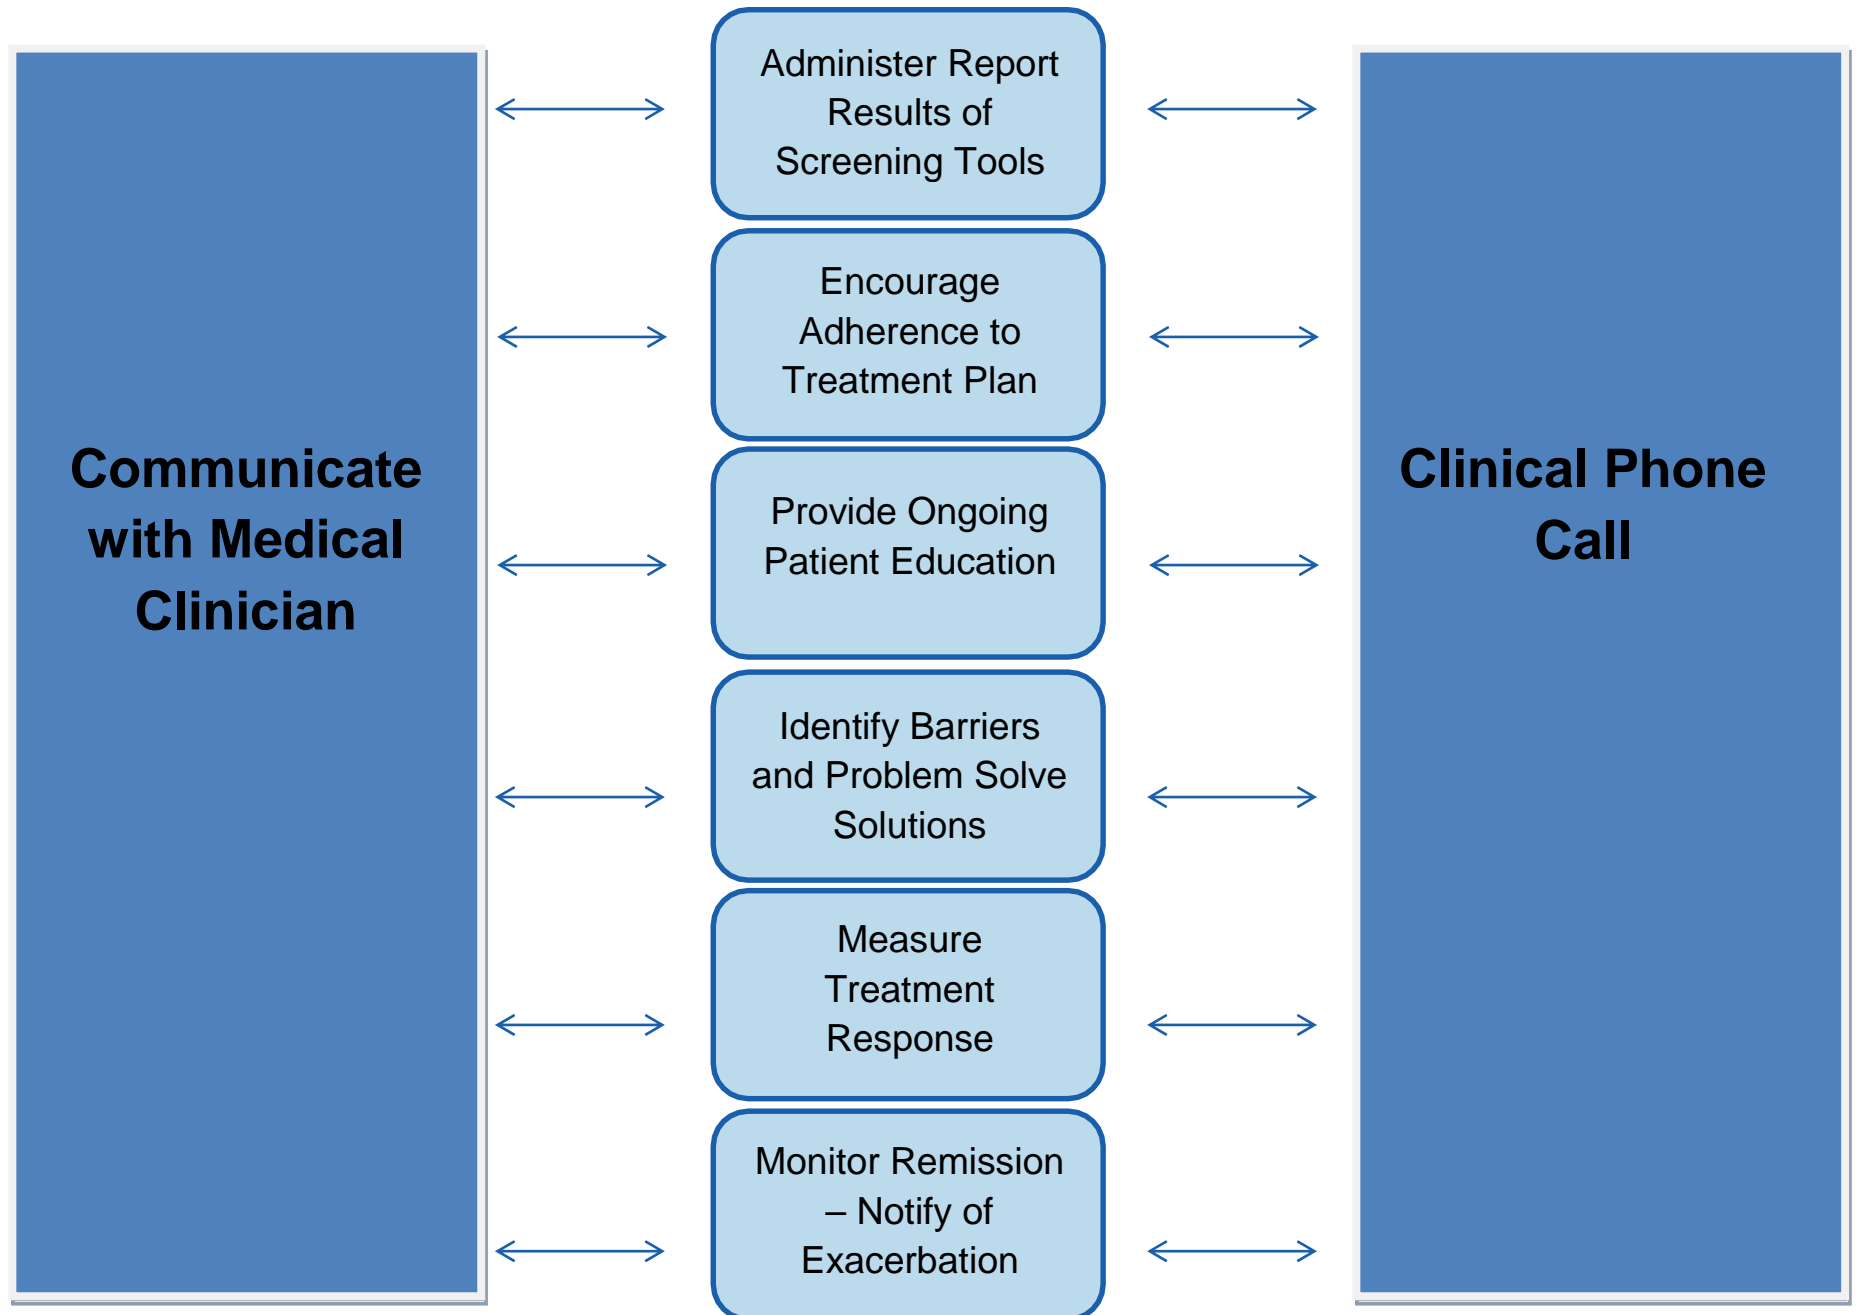 Communicate
with Medical
Clinician
Administer Report
Results of
Screening Tools
Encourage
Adherence to
Treatment Plan
Provide Ongoing
Patient Education
Identify Barriers
and Problem Solve
Solutions
Measure
Treatment
Response
Monitor Remission
– Notify of
Exacerbation
Clinical Phone
Call